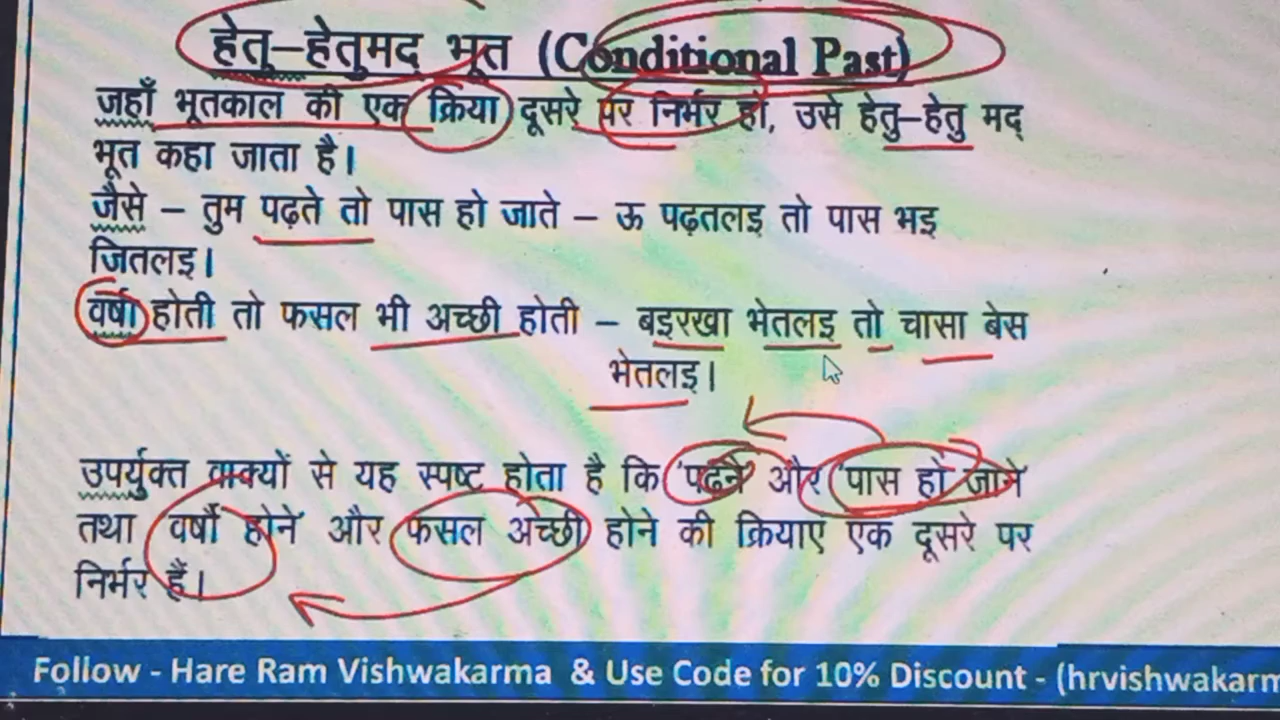 हेतु–हेतुमद् भूत (Conditional Past)
जहाँ भूतकाल की एक क्रिया दूसरे पर निर्भर हो, उसे हेतु–हेतु मद्
भूत कहा जाता है।
जैसे – तुम पढ़ते तो पास हो जाते – ऊ पढ़तलइ तो पास भइ
जितलइ।
वर्षा होती तो फसल भी अच्छी होती – बइरखा भेतलइ तो चासा बेस
भेतलइ।
उपर्युक्त वाक्यों से यह स्पष्ट होता है कि 'पढने' और 'पास हो जाने'
तथा वर्षा होने' और फसल अच्छी होने की क्रियाए एक दूसरे पर
निर्भर हैं।
Follow - Hare Ram Vishwakarma & Use Code for 10% Discount - (hrvishwakarm